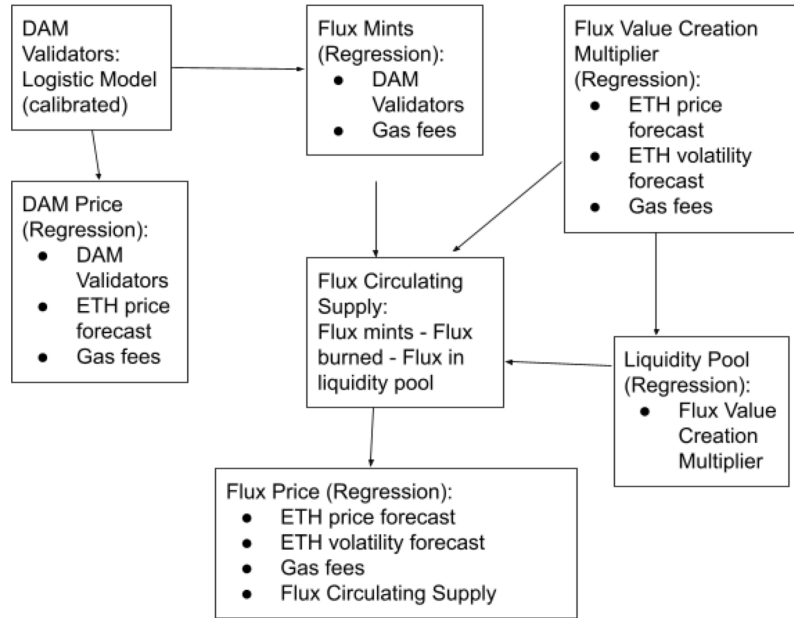 DAM
Validators:
Logistic Model
(calibrated)
Flux Mints
(Regression):
● DAM
Validators
● Gas fees
Flux Value Creation
Multiplier
(Regression):
● ETH price
forecast
● ETH volatility
forecast
● Gas fees
DAM Price
(Regression):
● DAM
Validators
● ETH price
forecast
● Gas fees
Flux Circulating
Supply:
Flux mints - Flux
burned - Flux in
liquidity pool
Liquidity Pool
(Regression):
● Flux Value
Creation
Multiplier
Flux Price (Regression):
● ETH price forecast
● ETH volatility forecast
● Gas fees
● Flux Circulating Supply